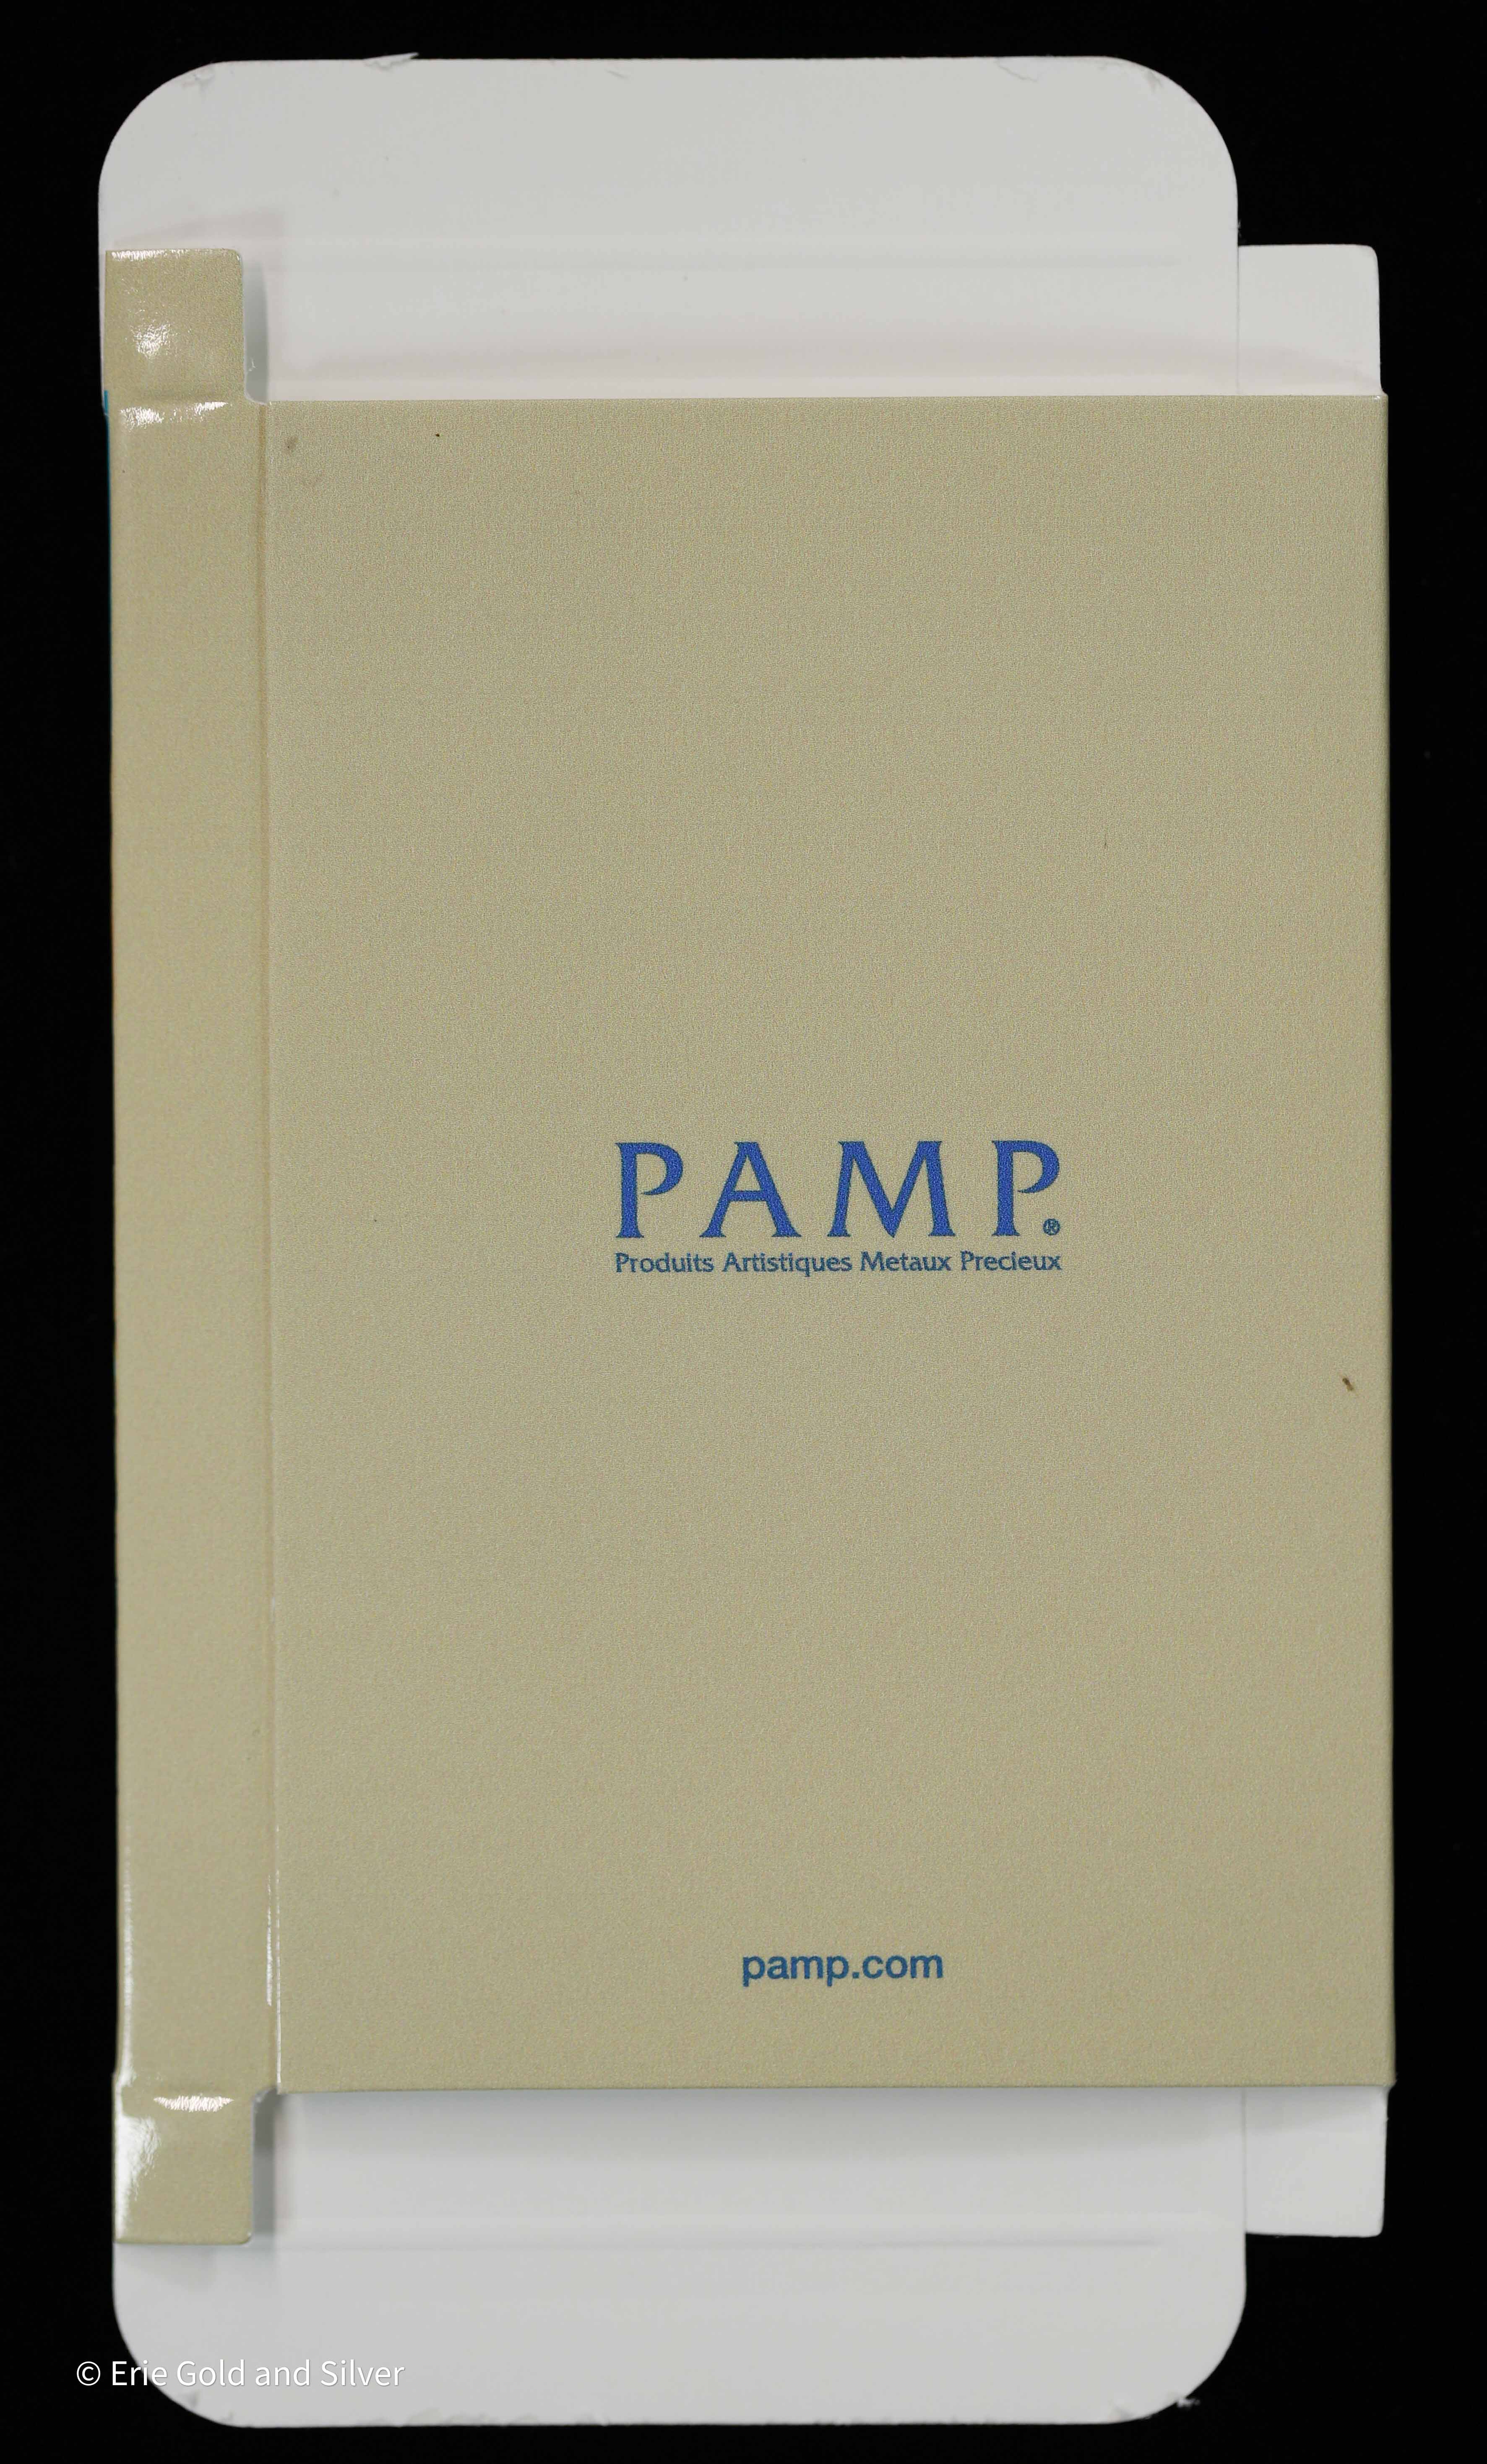 PAMP®
Produits Artistiques Metaux Precieux
pamp.com
© Erie Gold and Silver